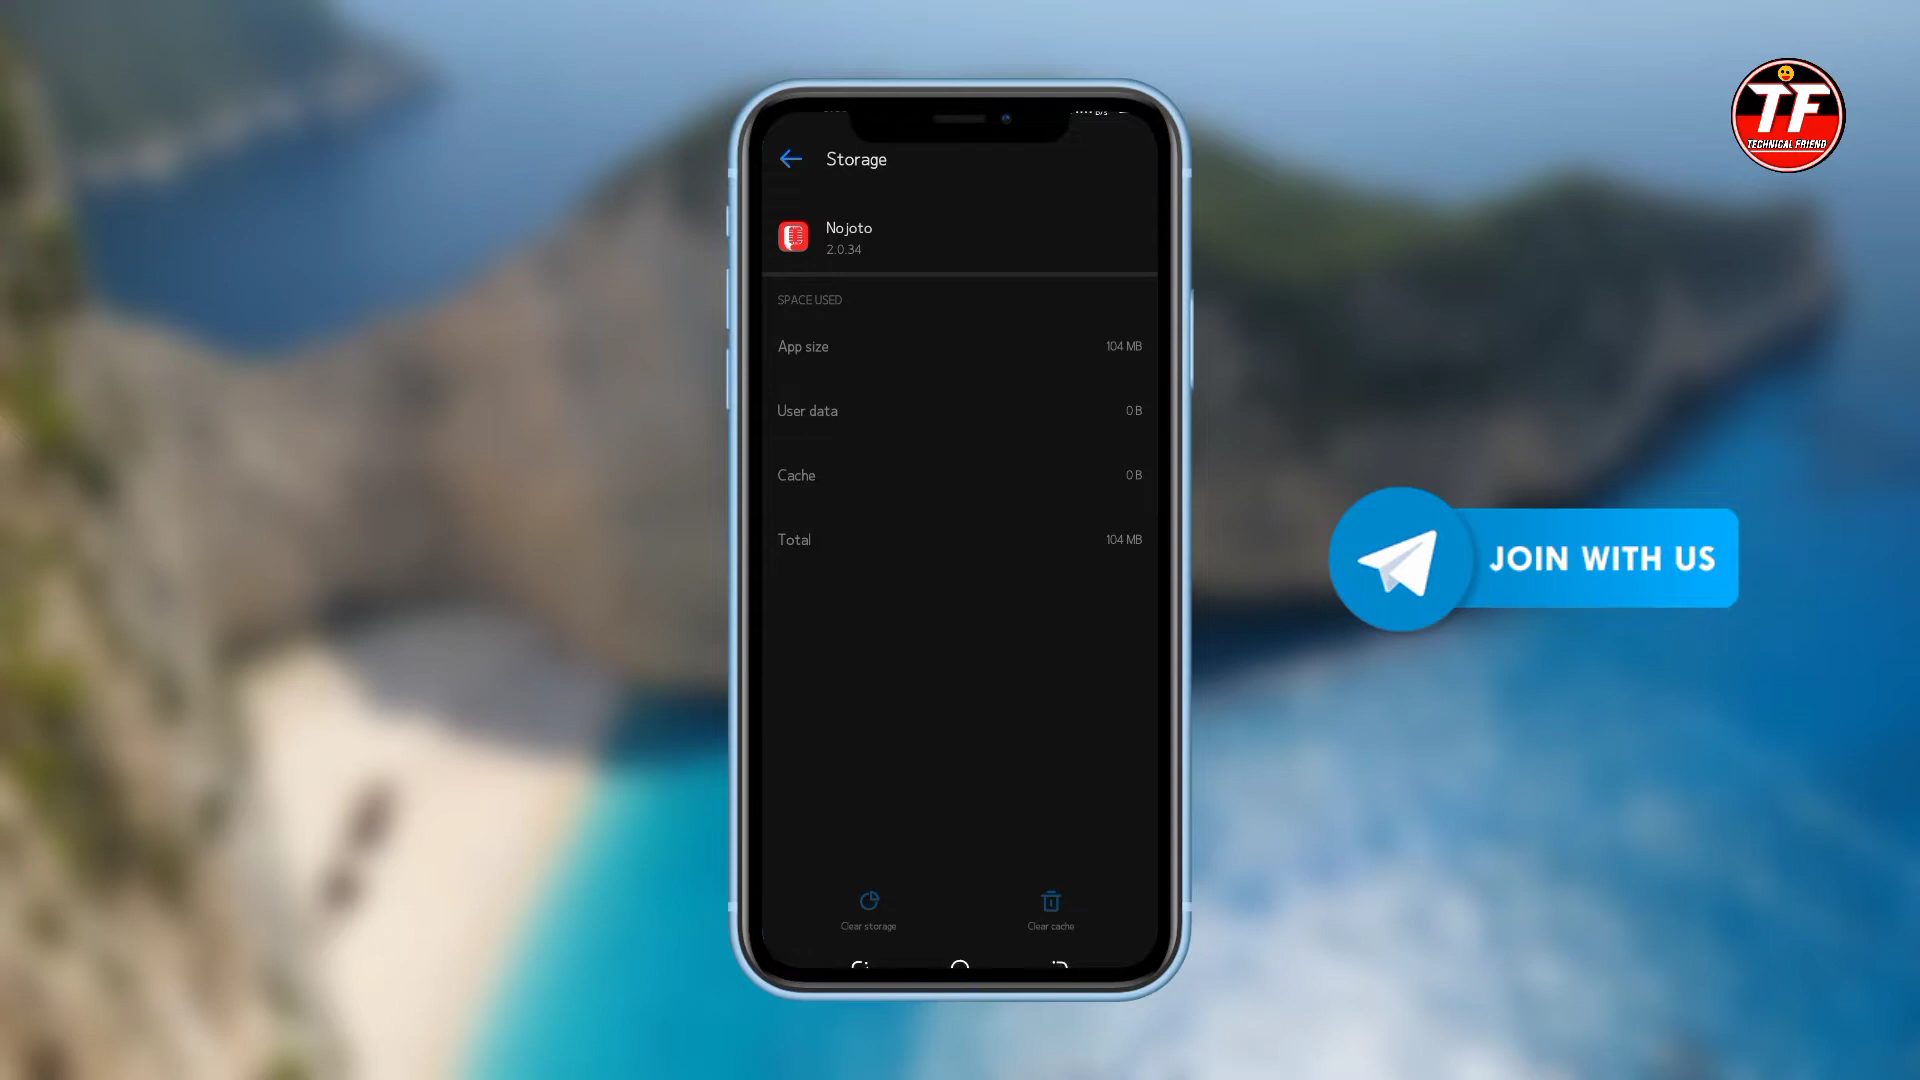 TF
TECHNICAL FRIEND
Storage
Nojoto
2.0.34
SPACE USED
App size 104 MB
User data 0 B
Cache 0 B
Total 104 MB
JOIN WITH US
Clear storage Clear cache